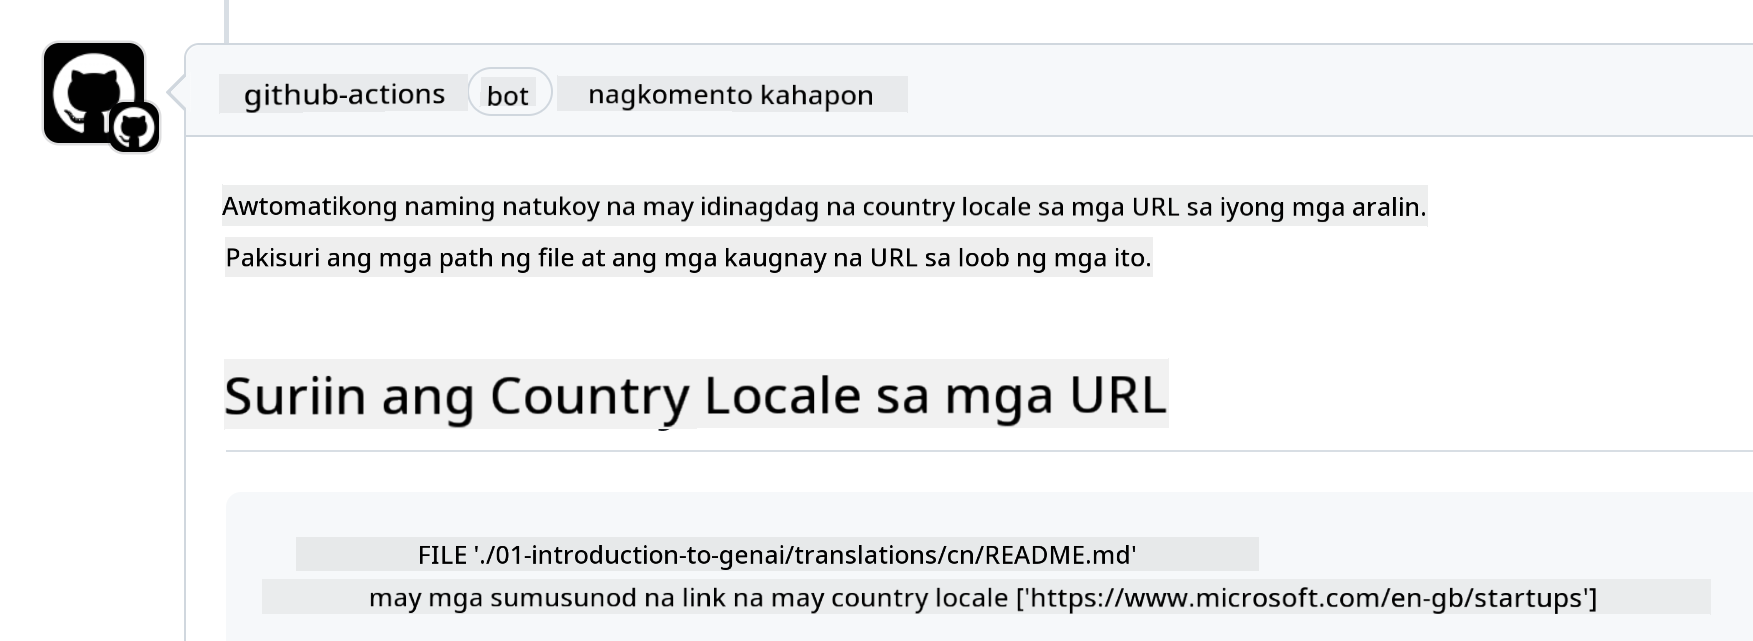 github-actions bot nagkomento kahapon
Awtomatikong naming natukoy na may idinagdag na country locale sa mga URL sa iyong mga aralin.
Pakisuri ang mga path ng file at ang mga kaugnay na URL sa loob ng mga ito.
Suriin ang Country Locale sa mga URL
FILE './01-introduction-to-genai/translations/cn/README.md'
may mga sumusunod na link na may country locale ['https://www.microsoft.com/en-gb/startups']